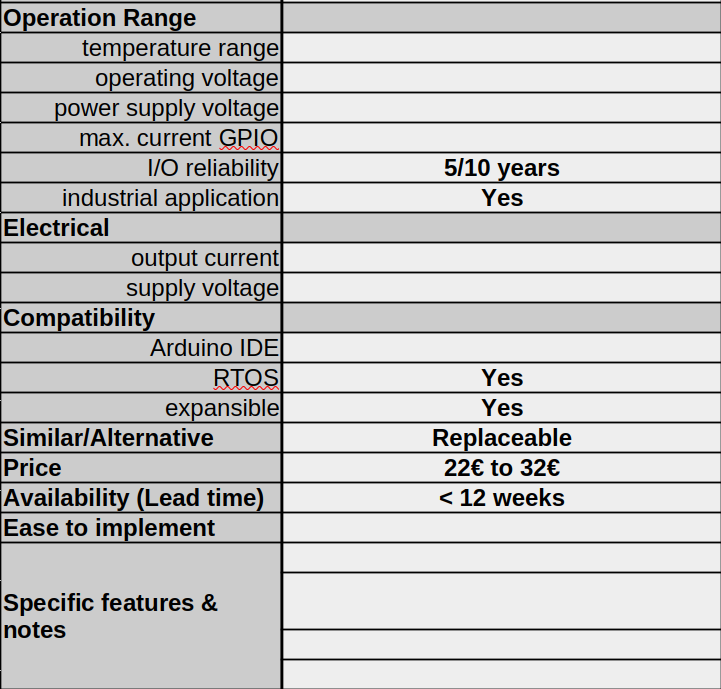 Operation Range
temperature range
operating voltage
power supply voltage
max. current GPIO
I/O reliability 5/10 years
industrial application Yes
Electrical
output current
supply voltage
Compatibility
Arduino IDE
RTOS Yes
expansible Yes
Similar/Alternative Replaceable
Price 22€ to 32€
Availability (Lead time) < 12 weeks
Ease to implement
Specific features &
notes